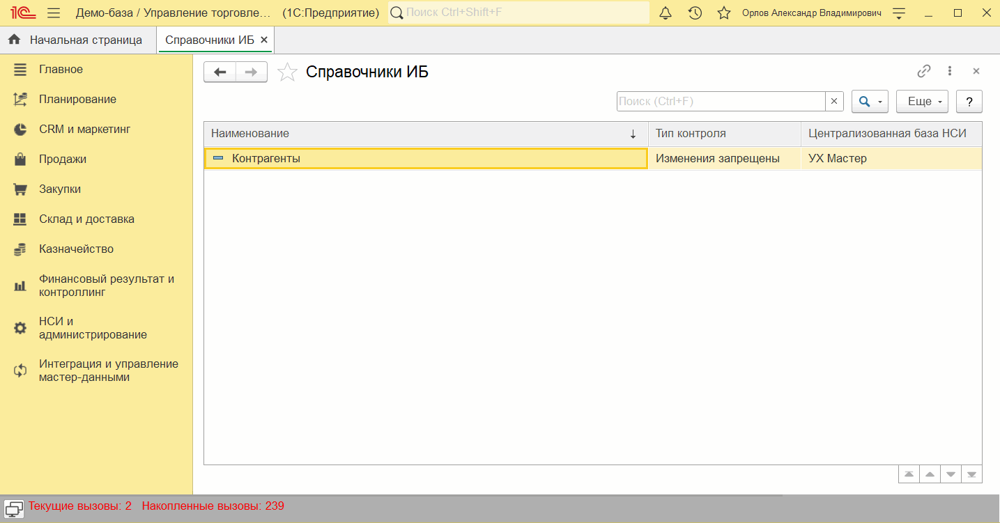 1С Демо-база / Управление торговле... (1С:Предприятие) Поиск Ctrl+Shift+F Орлов Александр Владимирович
Начальная страница Справочники ИБ
Главное
Планирование
CRM и маркетинг
Продажи
Закупки
Склад и доставка
Казначейство
Финансовый результат и
контроллинг
НСИ и
администрирование
Интеграция и управление
мастер-данными
Справочники ИБ
Поиск (Ctrl+F) × Еще ?
Наименование ↓ Тип контроля Централизованная база НСИ
Контрагенты Изменения запрещены УХ Мастер
Текущие вызовы: 2 Накопленные вызовы: 239